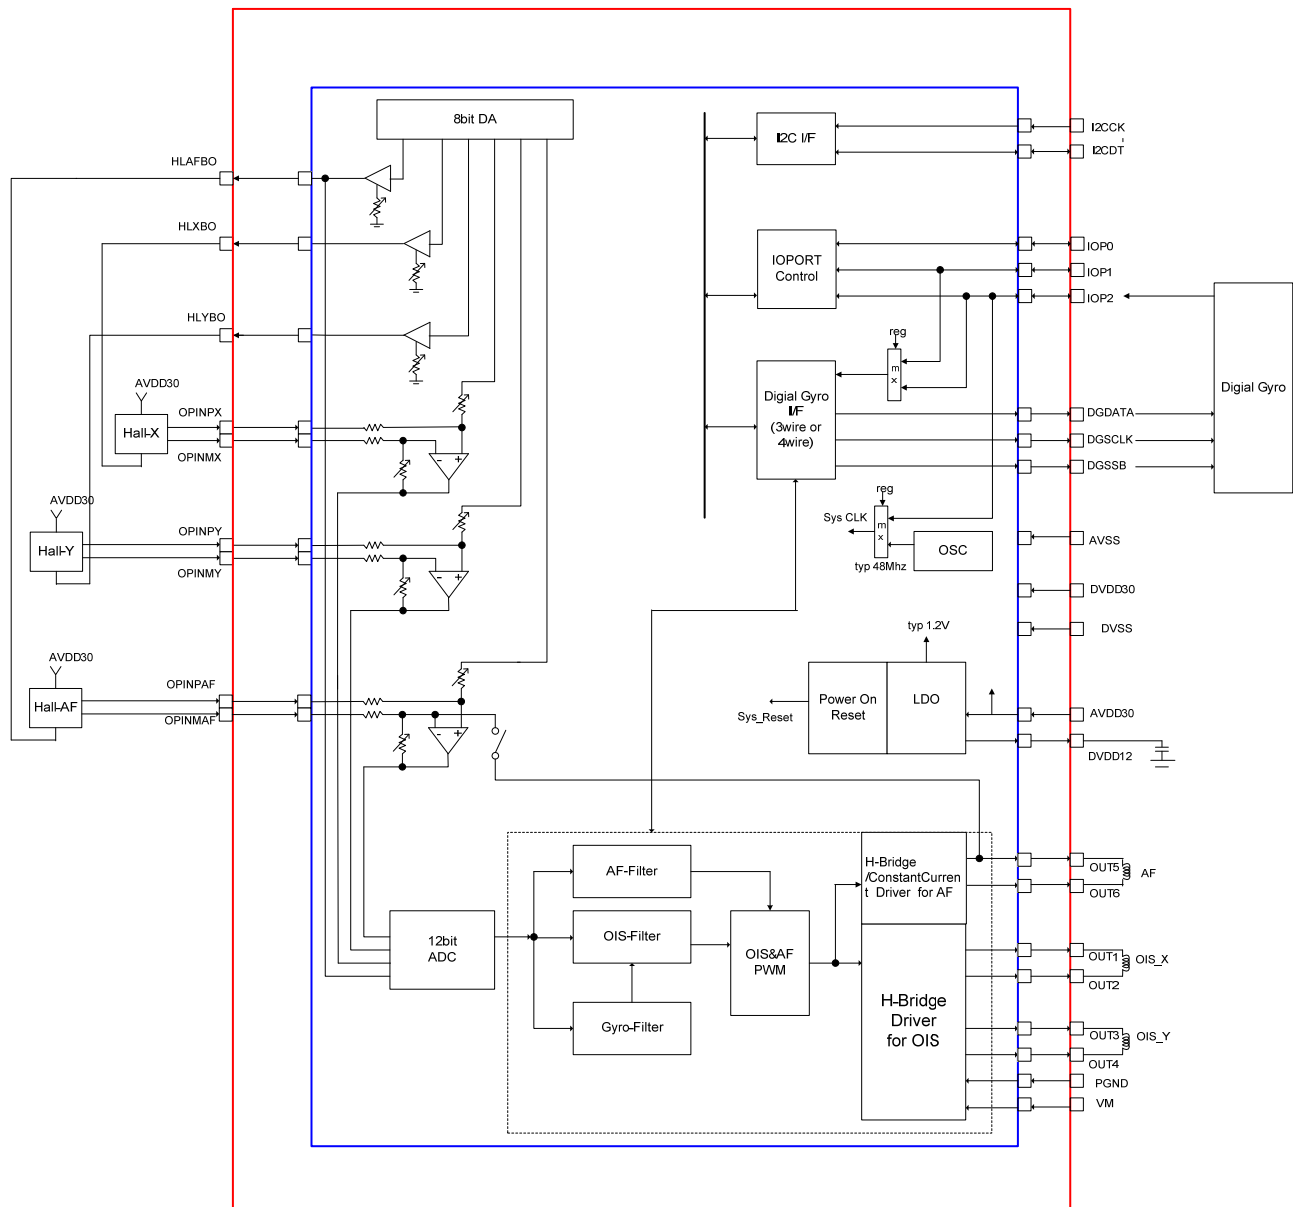 8bit DA
HLAFBO
HLXBO
HLYBO
AVDD30
Hall-X
OPINPX
OPINMX
AVDD30
Hall-Y
OPINPY
OPINMY
AVDD30
Hall-AF
OPINPAF
OPINMAF
- +
- +
- +
I2C I/F
I2CCK
I2CDT
IOPORT
Control
IOP0
IOP1
IOP2
reg
m
x
Digial Gyro
I/F
(3wire or
4wire)
DGDATA
DGSCLK
DGSSB
Digial Gyro
reg
Sys CLK
m
x
OSC
typ 48Mhz
AVSS
DVDD30
DVSS
typ 1.2V
Power On
Reset
LDO
Sys_Reset
AVDD30
DVDD12
AF-Filter
OIS-Filter
Gyro-Filter
12bit
ADC
OIS&AF
PWM
H-Bridge
/ConstantCurren
t Driver for AF
H-Bridge
Driver
for OIS
OUT5
AF
OUT6
OUT1
OIS_X
OUT2
OUT3
OIS_Y
OUT4
PGND
VM